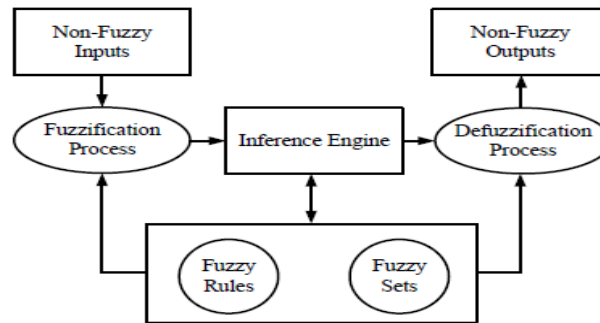 Non-Fuzzy
Inputs
Non-Fuzzy
Outputs
Fuzzification
Process
Inference Engine
Defuzzification
Process
Fuzzy
Rules
Fuzzy
Sets